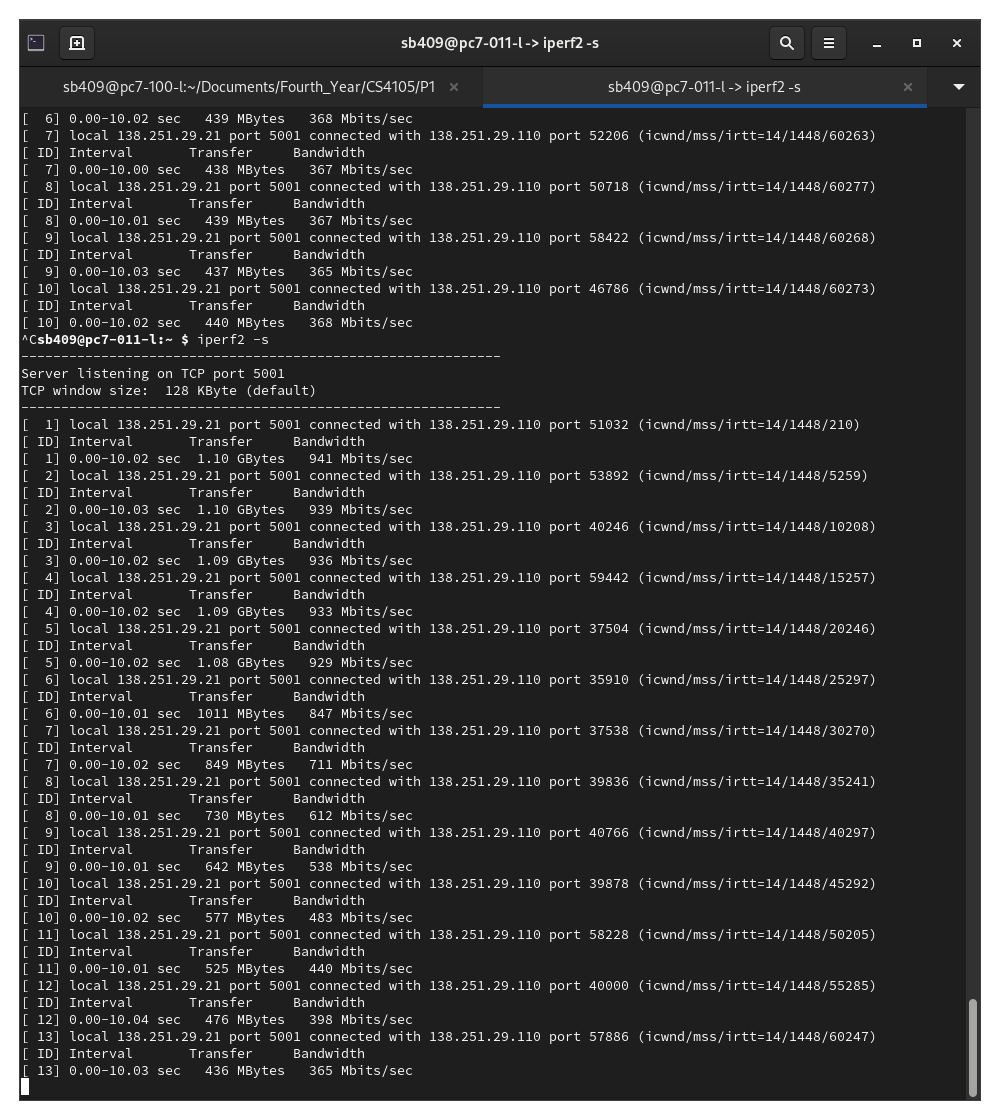 sb409@pc7-011-l -> iperf2 -s
sb409@pc7-100-l:~/Documents/Fourth_Year/CS4105/P1 × sb409@pc7-011-l -> iperf2 -s ×
[  6] 0.00-10.02 sec   439 MBytes   368 Mbits/sec
[  7] local 138.251.29.21 port 5001 connected with 138.251.29.110 port 52206 (icwnd/mss/irtt=14/1448/60263)
[ ID] Interval       Transfer     Bandwidth
[  7] 0.00-10.00 sec   438 MBytes   367 Mbits/sec
[  8] local 138.251.29.21 port 5001 connected with 138.251.29.110 port 50718 (icwnd/mss/irtt=14/1448/60277)
[ ID] Interval       Transfer     Bandwidth
[  8] 0.00-10.01 sec   439 MBytes   367 Mbits/sec
[  9] local 138.251.29.21 port 5001 connected with 138.251.29.110 port 58422 (icwnd/mss/irtt=14/1448/60268)
[ ID] Interval       Transfer     Bandwidth
[  9] 0.00-10.03 sec   437 MBytes   365 Mbits/sec
[ 10] local 138.251.29.21 port 5001 connected with 138.251.29.110 port 46786 (icwnd/mss/irtt=14/1448/60273)
[ ID] Interval       Transfer     Bandwidth
[ 10] 0.00-10.02 sec   440 MBytes   368 Mbits/sec
^Csb409@pc7-011-l:~ $ iperf2 -s
------------------------------------------------------------
Server listening on TCP port 5001
TCP window size:  128 KByte (default)
------------------------------------------------------------
[  1] local 138.251.29.21 port 5001 connected with 138.251.29.110 port 51032 (icwnd/mss/irtt=14/1448/210)
[ ID] Interval       Transfer     Bandwidth
[  1] 0.00-10.02 sec  1.10 GBytes   941 Mbits/sec
[  2] local 138.251.29.21 port 5001 connected with 138.251.29.110 port 53892 (icwnd/mss/irtt=14/1448/5259)
[ ID] Interval       Transfer     Bandwidth
[  2] 0.00-10.03 sec  1.10 GBytes   939 Mbits/sec
[  3] local 138.251.29.21 port 5001 connected with 138.251.29.110 port 40246 (icwnd/mss/irtt=14/1448/10208)
[ ID] Interval       Transfer     Bandwidth
[  3] 0.00-10.02 sec  1.09 GBytes   936 Mbits/sec
[  4] local 138.251.29.21 port 5001 connected with 138.251.29.110 port 59442 (icwnd/mss/irtt=14/1448/15257)
[ ID] Interval       Transfer     Bandwidth
[  4] 0.00-10.02 sec  1.09 GBytes   933 Mbits/sec
[  5] local 138.251.29.21 port 5001 connected with 138.251.29.110 port 37504 (icwnd/mss/irtt=14/1448/20246)
[ ID] Interval       Transfer     Bandwidth
[  5] 0.00-10.02 sec  1.08 GBytes   929 Mbits/sec
[  6] local 138.251.29.21 port 5001 connected with 138.251.29.110 port 35910 (icwnd/mss/irtt=14/1448/25297)
[ ID] Interval       Transfer     Bandwidth
[  6] 0.00-10.01 sec  1011 MBytes   847 Mbits/sec
[  7] local 138.251.29.21 port 5001 connected with 138.251.29.110 port 37538 (icwnd/mss/irtt=14/1448/30270)
[ ID] Interval       Transfer     Bandwidth
[  7] 0.00-10.02 sec   849 MBytes   711 Mbits/sec
[  8] local 138.251.29.21 port 5001 connected with 138.251.29.110 port 39836 (icwnd/mss/irtt=14/1448/35241)
[ ID] Interval       Transfer     Bandwidth
[  8] 0.00-10.01 sec   730 MBytes   612 Mbits/sec
[  9] local 138.251.29.21 port 5001 connected with 138.251.29.110 port 40766 (icwnd/mss/irtt=14/1448/40297)
[ ID] Interval       Transfer     Bandwidth
[  9] 0.00-10.01 sec   642 MBytes   538 Mbits/sec
[ 10] local 138.251.29.21 port 5001 connected with 138.251.29.110 port 39878 (icwnd/mss/irtt=14/1448/45292)
[ ID] Interval       Transfer     Bandwidth
[ 10] 0.00-10.02 sec   577 MBytes   483 Mbits/sec
[ 11] local 138.251.29.21 port 5001 connected with 138.251.29.110 port 58228 (icwnd/mss/irtt=14/1448/50205)
[ ID] Interval       Transfer     Bandwidth
[ 11] 0.00-10.01 sec   525 MBytes   440 Mbits/sec
[ 12] local 138.251.29.21 port 5001 connected with 138.251.29.110 port 40000 (icwnd/mss/irtt=14/1448/55285)
[ ID] Interval       Transfer     Bandwidth
[ 12] 0.00-10.04 sec   476 MBytes   398 Mbits/sec
[ 13] local 138.251.29.21 port 5001 connected with 138.251.29.110 port 57886 (icwnd/mss/irtt=14/1448/60247)
[ ID] Interval       Transfer     Bandwidth
[ 13] 0.00-10.03 sec   436 MBytes   365 Mbits/sec